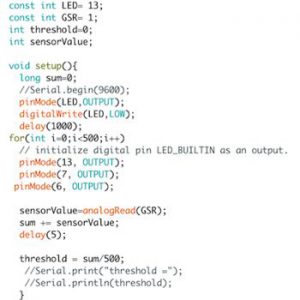 const int LED= 13;
const int GSR= 1;
int threshold=0;
int sensorValue;
void setup(){
long sum=0;
//Serial.begin(9600);
pinMode(LED,OUTPUT);
digitalWrite(LED,LOW);
delay(1000);
for(int i=0;i<500;i++)
// initialize digital pin LED_BUILTIN as an output.
pinMode(13, OUTPUT);
pinMode(7, OUTPUT);
pinMode(6, OUTPUT);
sensorValue=analogRead(GSR);
sum += sensorValue;
delay(5);
threshold = sum/500;
//Serial.print("threshold =");
//Serial.println(threshold);
}